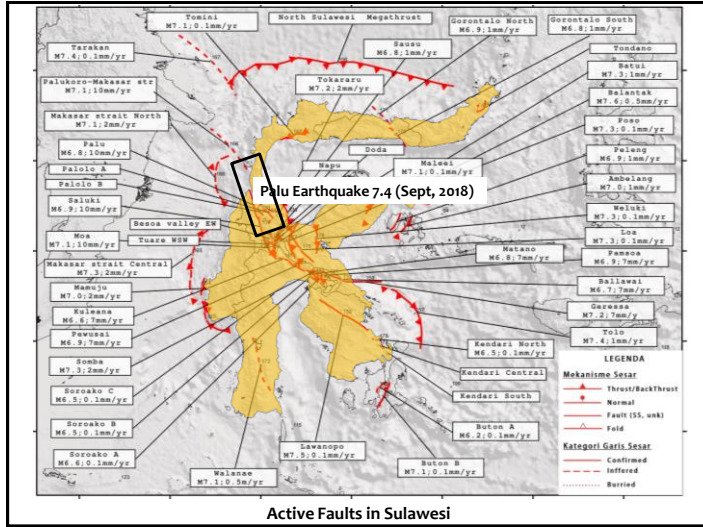 Tomini
M7.1; 0.1mm/yr
North Sulawesi Megathrust
Gorontalo North
M6.9;1mm/yr
Gorontalo South
M6.8;1mm/yr
Tarakan
M7.4; 0.1mm/yr
Sausu
M6.8;1mm/yr
Tondano
Palukoro-Makasar str
M7.1;10mm/yr
Tokararu
M7.2;2mm/yr
Batui
M7.3;1mm/yr
Makasar strait North
M7.1;2mm/yr
Balantak
M7.6;0.5mm/yr
Palu
M6.8;10mm/yr
Doda
Poso
M7.3;0.1mm/yr
Napu
Maleei
M7.1;0.1mm/yr
Palolo A
Peleng
M6.9;1mm/yr
Palolo B
Palu Earthquake 7.4 (Sept, 2018)
Ambelang
M7.0;1mm/yr
Saluki
M6.9;10mm/yr
Weluki
M7.3;0.1mm/yr
Besoa valley EW
Moa
M7.1;10mm/yr
Tuare WSW
Loa
M7.3;0.1mm/yr
Matano
M6.8;7mm/yr
Pamsoa
M6.9;7mm/yr
Makasar strait Central
M7.3;2mm/yr
Ballawai
M6.7;7mm/yr
Mamuju
M7.0;2mm/yr
Geressa
M7.2;7mm/yr
Kuleana
M6.6;7mm/yr
Tolo
M7.4;1mm/yr
Pewusai
M6.9;7mm/yr
Kendari North
M6.5;0.1mm/yr
Somba
M7.3;2mm/yr
Kendari Central
Kendari South
Soroako C
M6.5;0.1mm/yr
Soroako B
M6.5;0.1mm/yr
Buton A
M6.2;0.1mm/yr
Lawanopo
M7.5;0.1mm/yr
Soroako A
M6.6;0.1mm/yr
Buton B
M7.1;0.1mm/yr
Walanae
M7.1;0.5m/yr
LEGENDA
Mekanisme Sesar
Thrust/BackThrust
Normal
Fault (SS, unk)
Fold
Kategori Garis Sesar
Confirmed
Inffered
Burried
Active Faults in Sulawesi